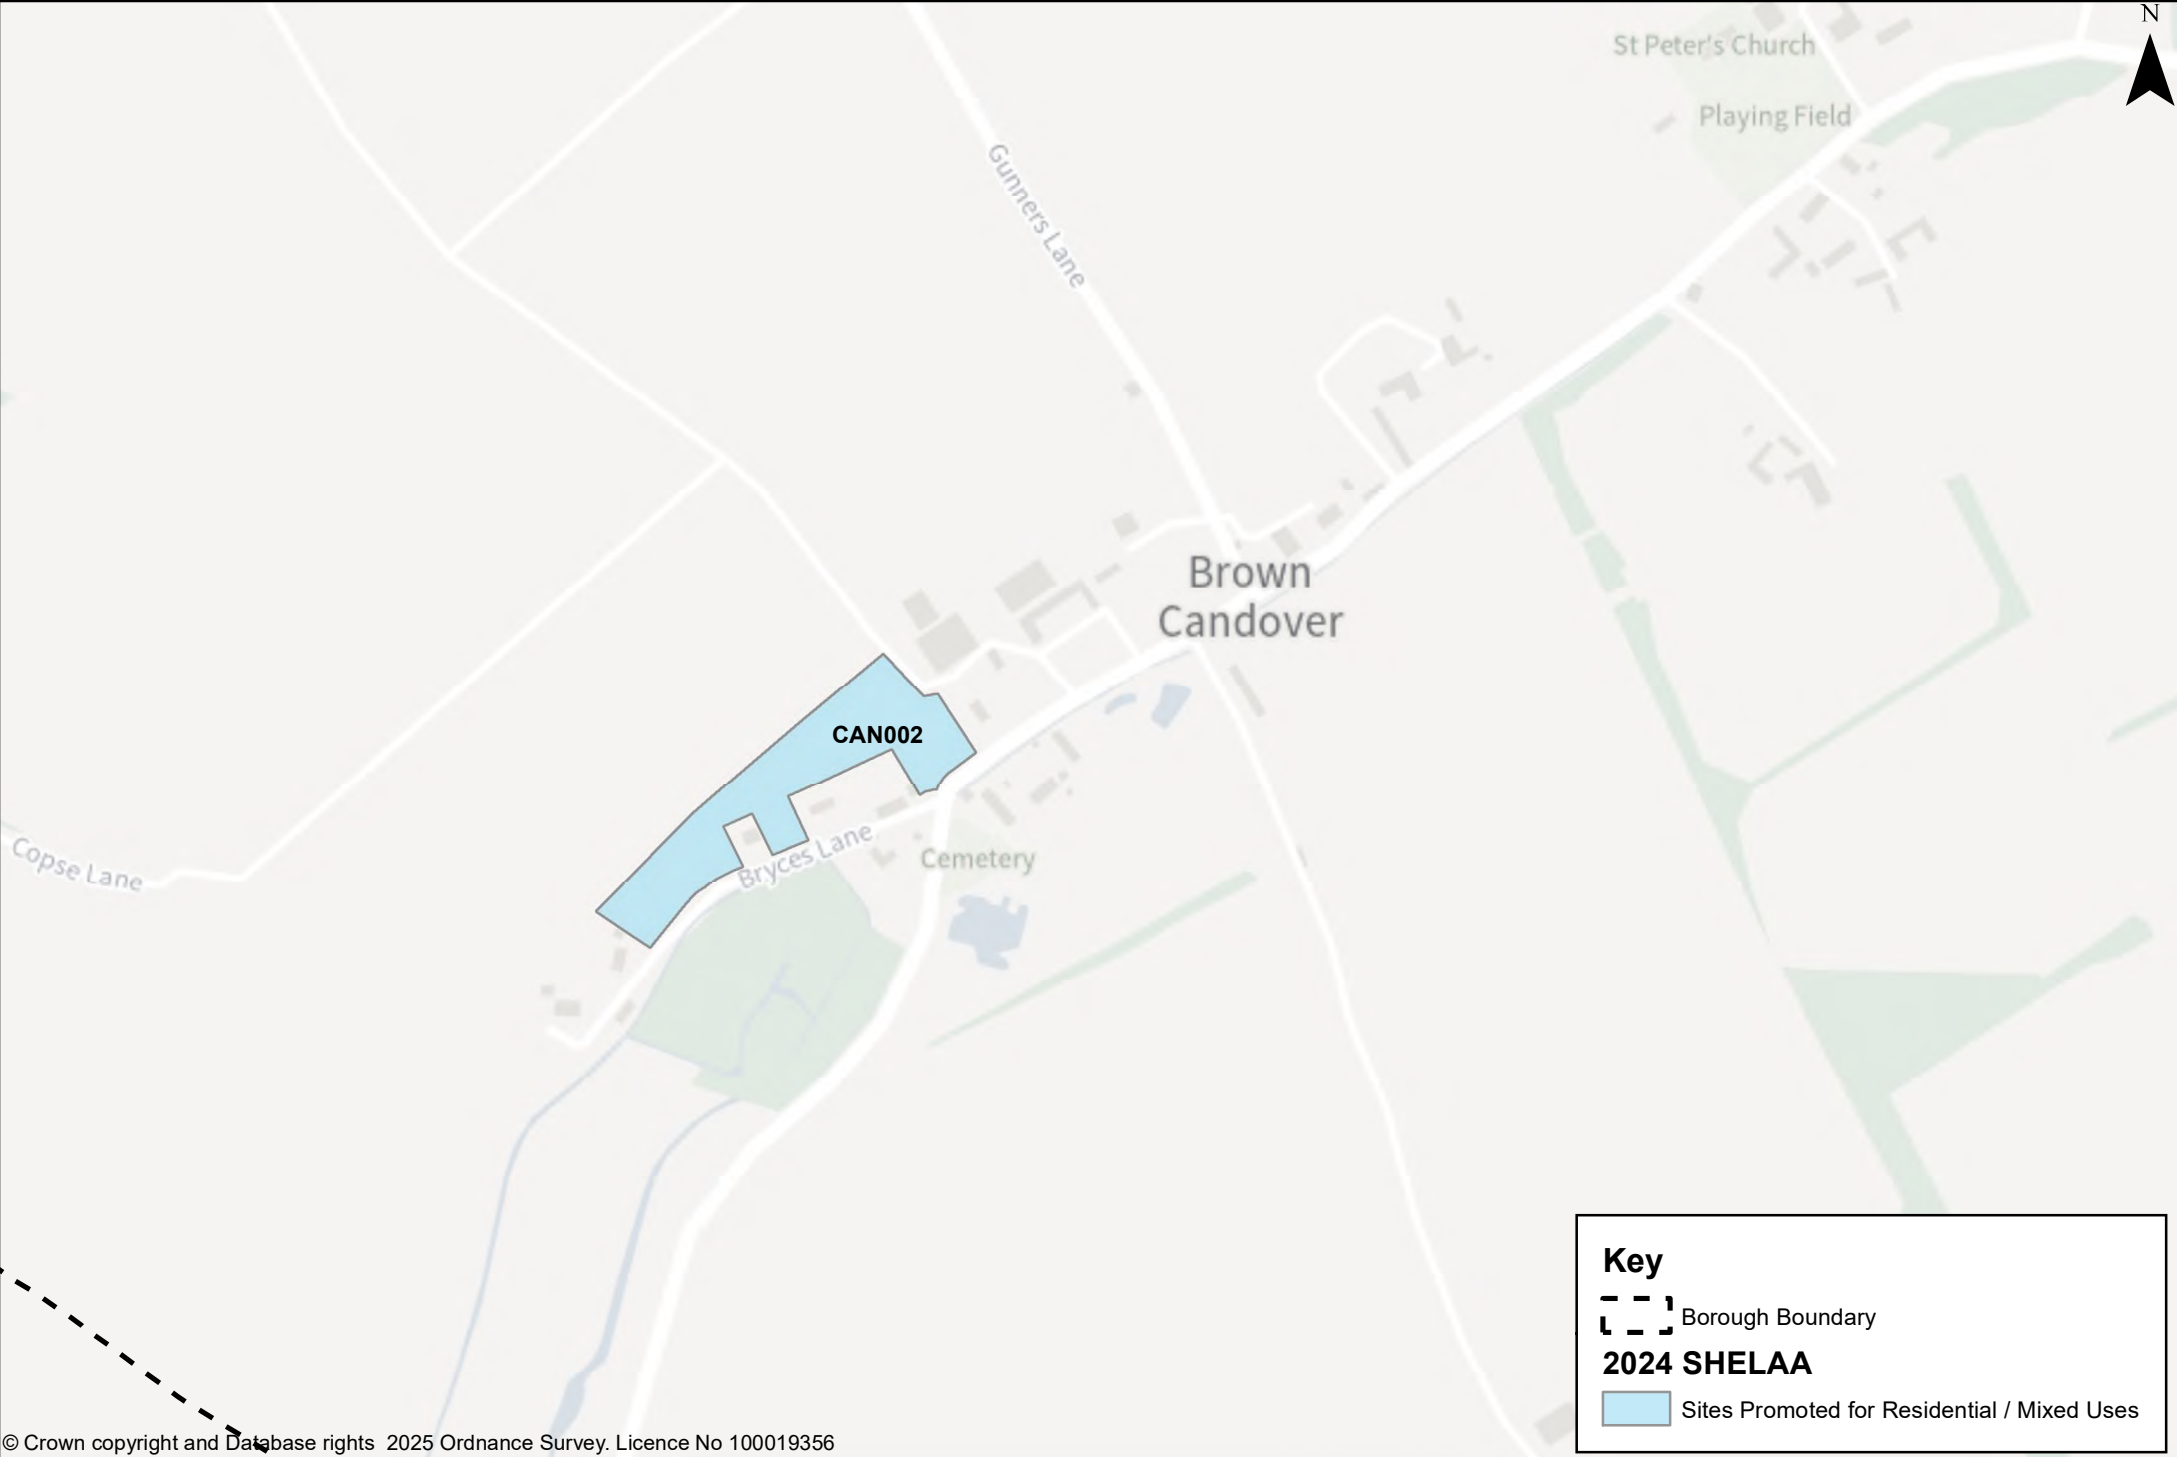 N
St Peter's Church
Playing Field
Gunners Lane
Brown
Candover
CAN002
Bryces Lane
Cemetery
Copse Lane
Key
Borough Boundary
2024 SHELAA
Sites Promoted for Residential / Mixed Uses
© Crown copyright and Database rights 2025 Ordnance Survey. Licence No 100019356